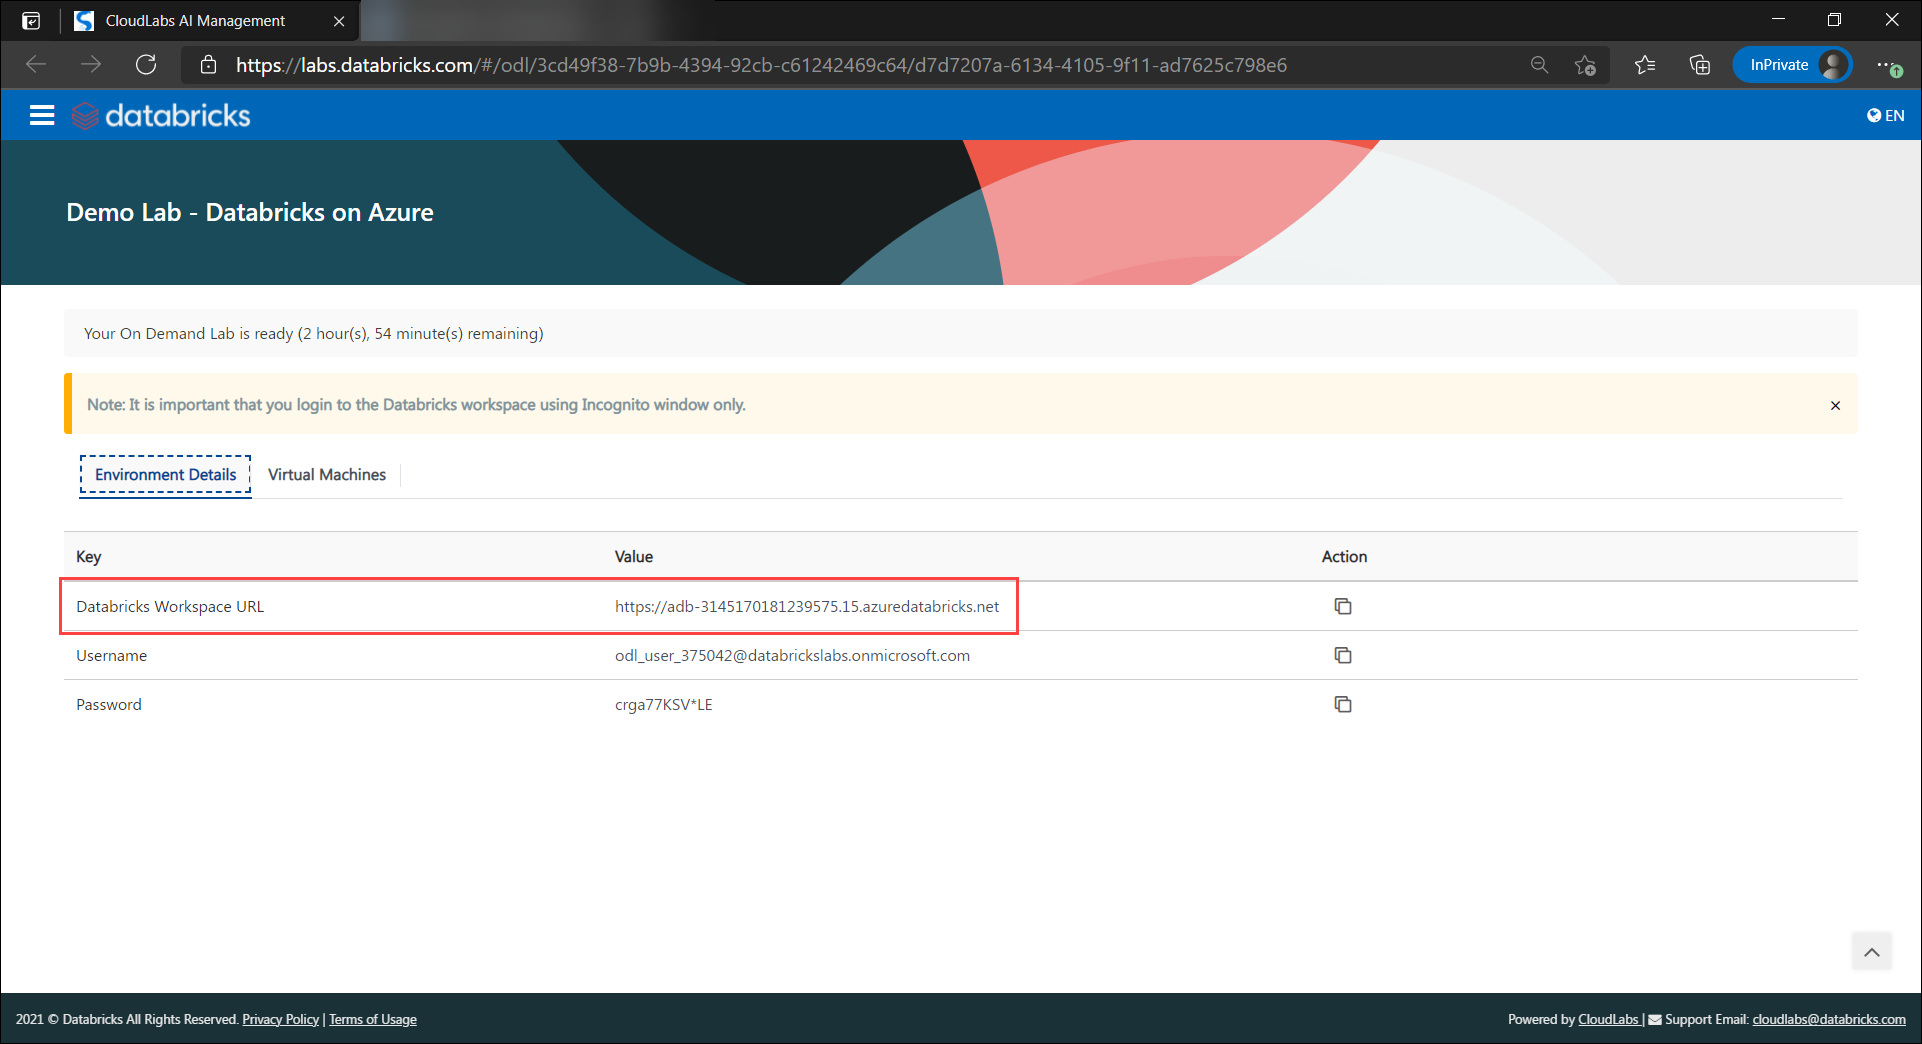 CloudLabs AI Management
https://labs.databricks.com/#/odl/3cd49f38-7b9b-4394-92cb-c61242469c64/d7d7207a-6134-4105-9f11-ad7625c798e6
InPrivate
databricks
EN
Demo Lab - Databricks on Azure
Your On Demand Lab is ready (2 hour(s), 54 minute(s) remaining)
Note: It is important that you login to the Databricks workspace using Incognito window only.
Environment Details Virtual Machines
Key Value Action
Databricks Workspace URL https://adb-3145170181239575.15.azuredatabricks.net
Username odl_user_375042@databrickslabs.onmicrosoft.com
Password crga77KSV*LE
2021 © Databricks All Rights Reserved. Privacy Policy | Terms of Usage Powered by CloudLabs | Support Email: cloudlabs@databricks.com